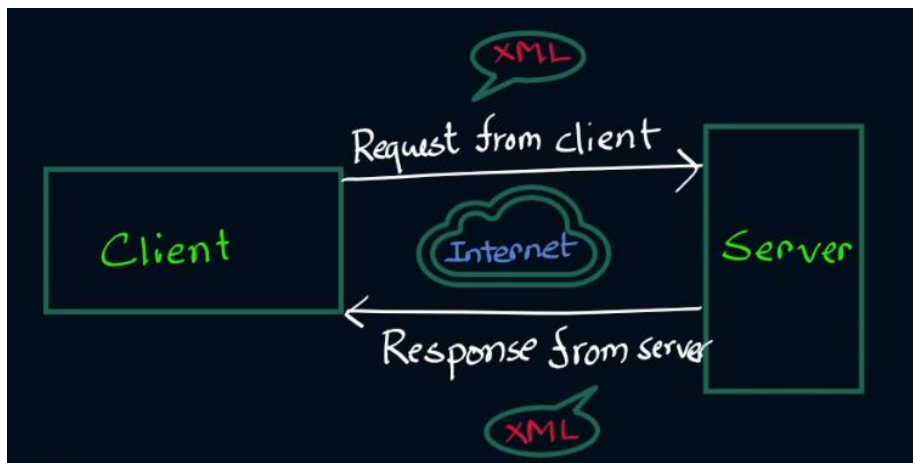 XML
Request from client
Client
Internet
Server
Response from server
XML